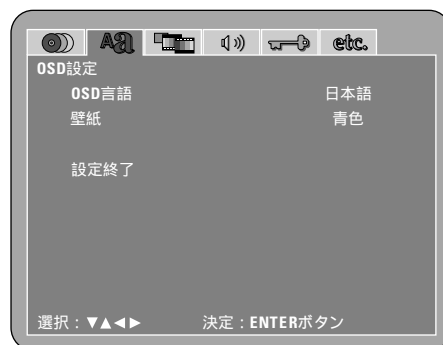 Aa etc.
OSD設定
OSD言語 日本語
壁紙 青色
設定終了
選択：▼▲◀▶ 決定：ENTERボタン